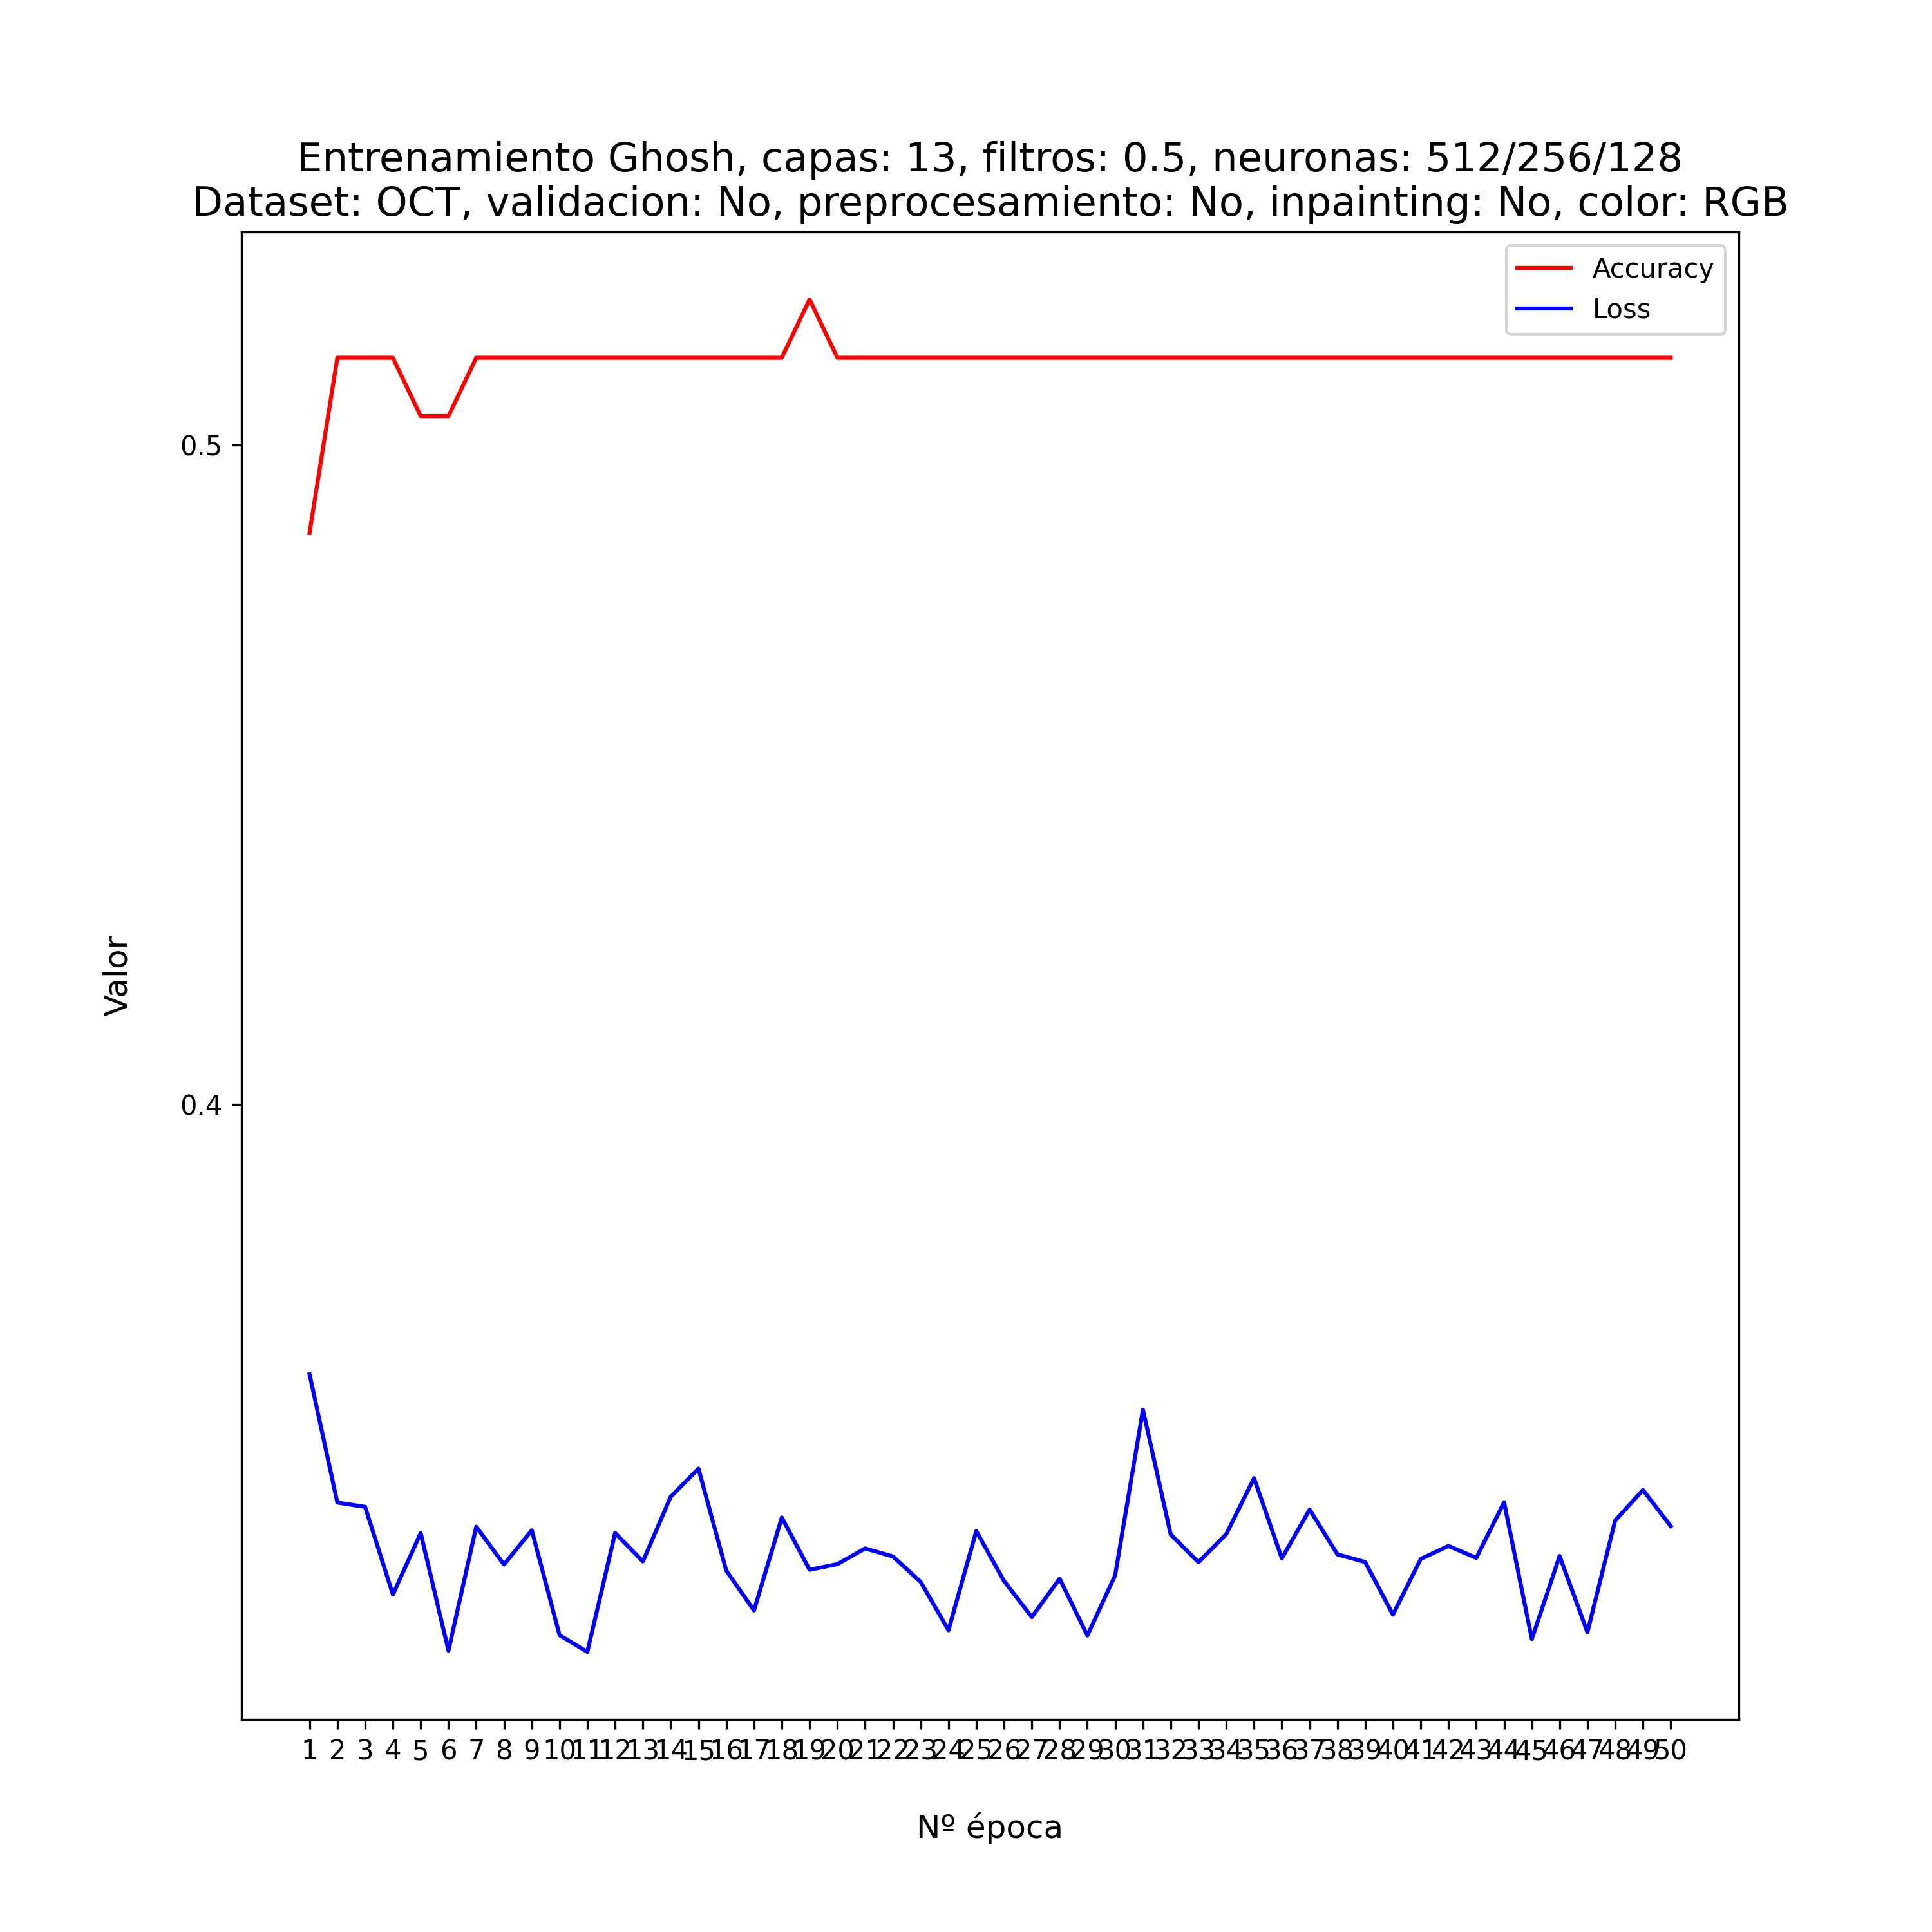 Entrenamiento Ghosh, capas: 13, filtros: 0.5, neuronas: 512/256/128
Dataset: OCT, validacion: No, preprocesamiento: No, inpainting: No, color: RGB
Accuracy
Loss
0.5
0.4
Valor
1 2 3 4 5 6 7 8 9 10 11 12 13 14 15 16 17 18 19 20 21 22 23 24 25 26 27 28 29 30 31 32 33 34 35 36 37 38 39 40 41 42 43 44 45 46 47 48 49 50
Nº época